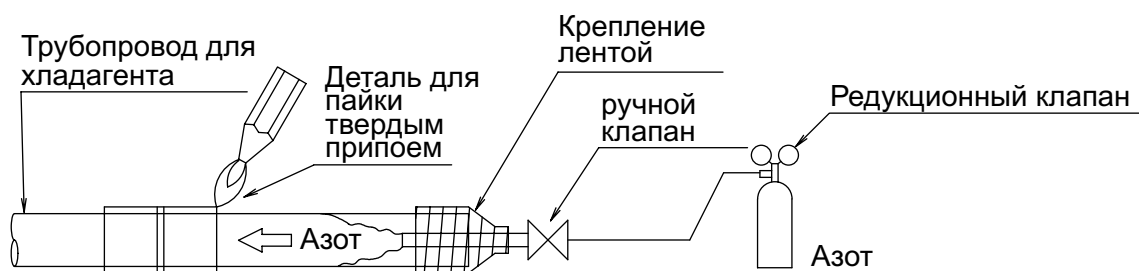 Трубопровод для
хладагента
Деталь для
пайки
твердым
припоем
Крепление
лентой
ручной
клапан
Редукционный клапан
Азот
Азот